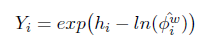 Y_i = exp(h_i − ln(ϕ̂_i^w))